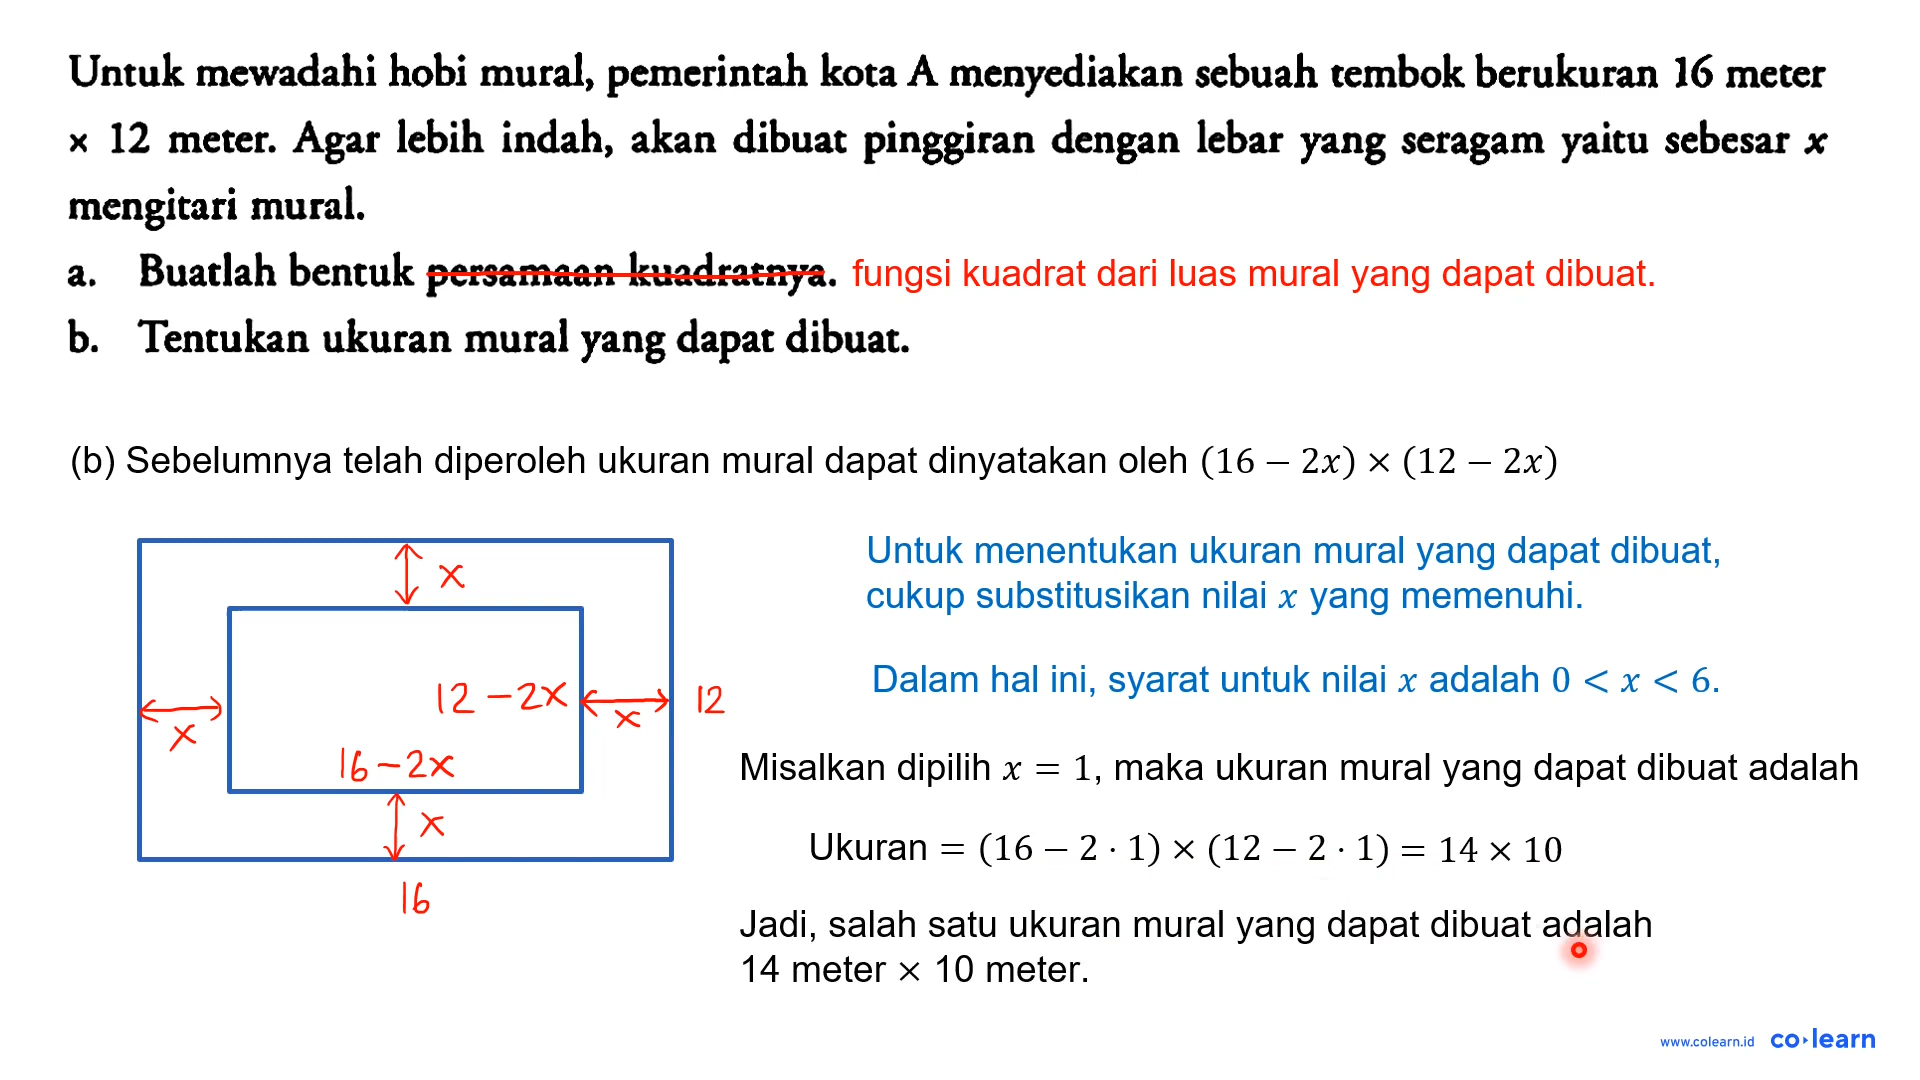 Untuk mewadahi hobi mural, pemerintah kota A menyediakan sebuah tembok berukuran 16 meter
× 12 meter. Agar lebih indah, akan dibuat pinggiran dengan lebar yang seragam yaitu sebesar x
mengitari mural.
a. Buatlah bentuk persamaan kuadratnya. fungsi kuadrat dari luas mural yang dapat dibuat.
b. Tentukan ukuran mural yang dapat dibuat.
(b) Sebelumnya telah diperoleh ukuran mural dapat dinyatakan oleh (16 − 2x) × (12 − 2x)
x
12 − 2x
x
x
12
16 − 2x
x
16
Untuk menentukan ukuran mural yang dapat dibuat,
cukup substitusikan nilai x yang memenuhi.
Dalam hal ini, syarat untuk nilai x adalah 0 < x < 6.
Misalkan dipilih x = 1, maka ukuran mural yang dapat dibuat adalah
Ukuran = (16 − 2 · 1) × (12 − 2 · 1) = 14 × 10
Jadi, salah satu ukuran mural yang dapat dibuat adalah
14 meter × 10 meter.
www.colearn.id co‣learn